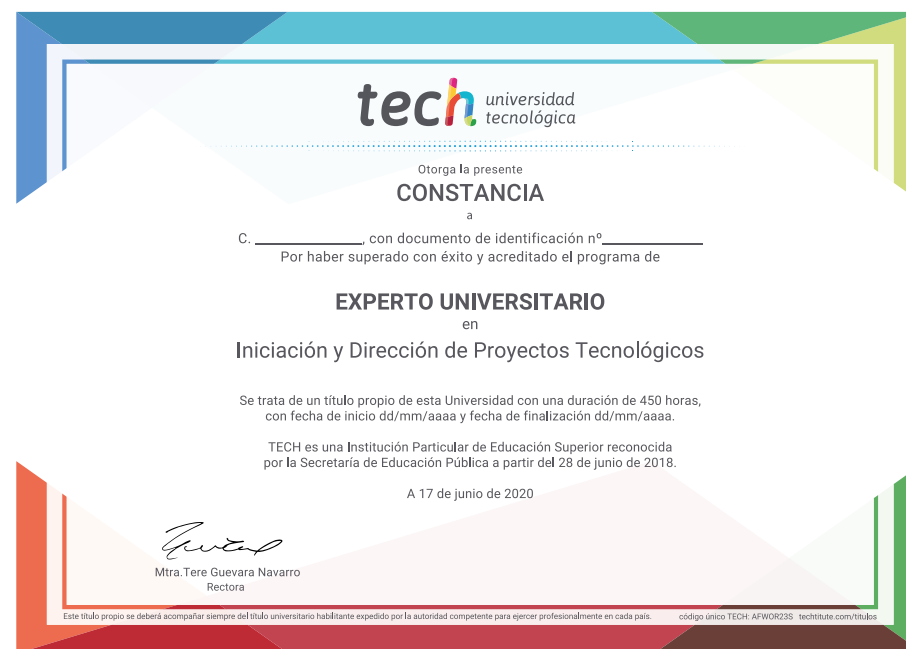 tech universidad
tecnológica
Otorga la presente
CONSTANCIA
a
C. ____________, con documento de identificación nº____________
Por haber superado con éxito y acreditado el programa de
EXPERTO UNIVERSITARIO
en
Iniciación y Dirección de Proyectos Tecnológicos
Se trata de un título propio de esta Universidad con una duración de 450 horas,
con fecha de inicio dd/mm/aaaa y fecha de finalización dd/mm/aaaa.
TECH es una Institución Particular de Educación Superior reconocida
por la Secretaría de Educación Pública a partir del 28 de junio de 2018.
A 17 de junio de 2020
Mtra.Tere Guevara Navarro
Rectora
Este título propio se deberá acompañar siempre del título universitario habilitante expedido por la autoridad competente para ejercer profesionalmente en cada país. código único TECH: AFWOR23S techtitute.com/titulos